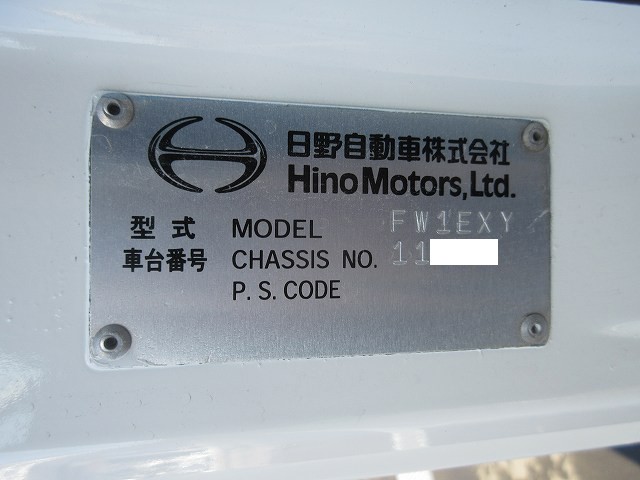 日野自動車株式会社
Hino Motors, Ltd.
型式 MODEL FW1EXY
車台番号 CHASSIS NO. 11
P.S.CODE